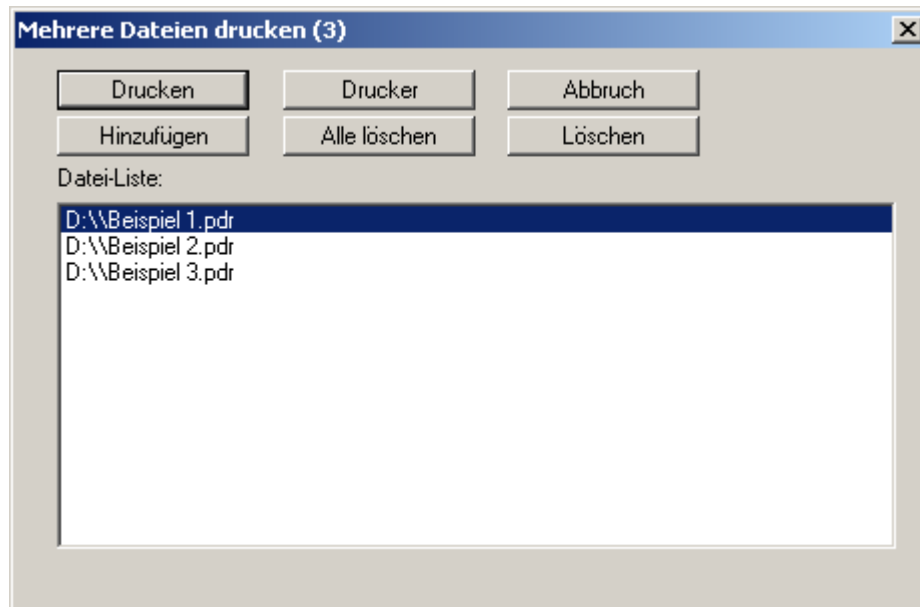 Mehrere Dateien drucken (3)
Drucken Drucker Abbruch
Hinzufügen Alle löschen Löschen
Datei-Liste:
D:\\Beispiel 1.pdr
D:\\Beispiel 2.pdr
D:\\Beispiel 3.pdr